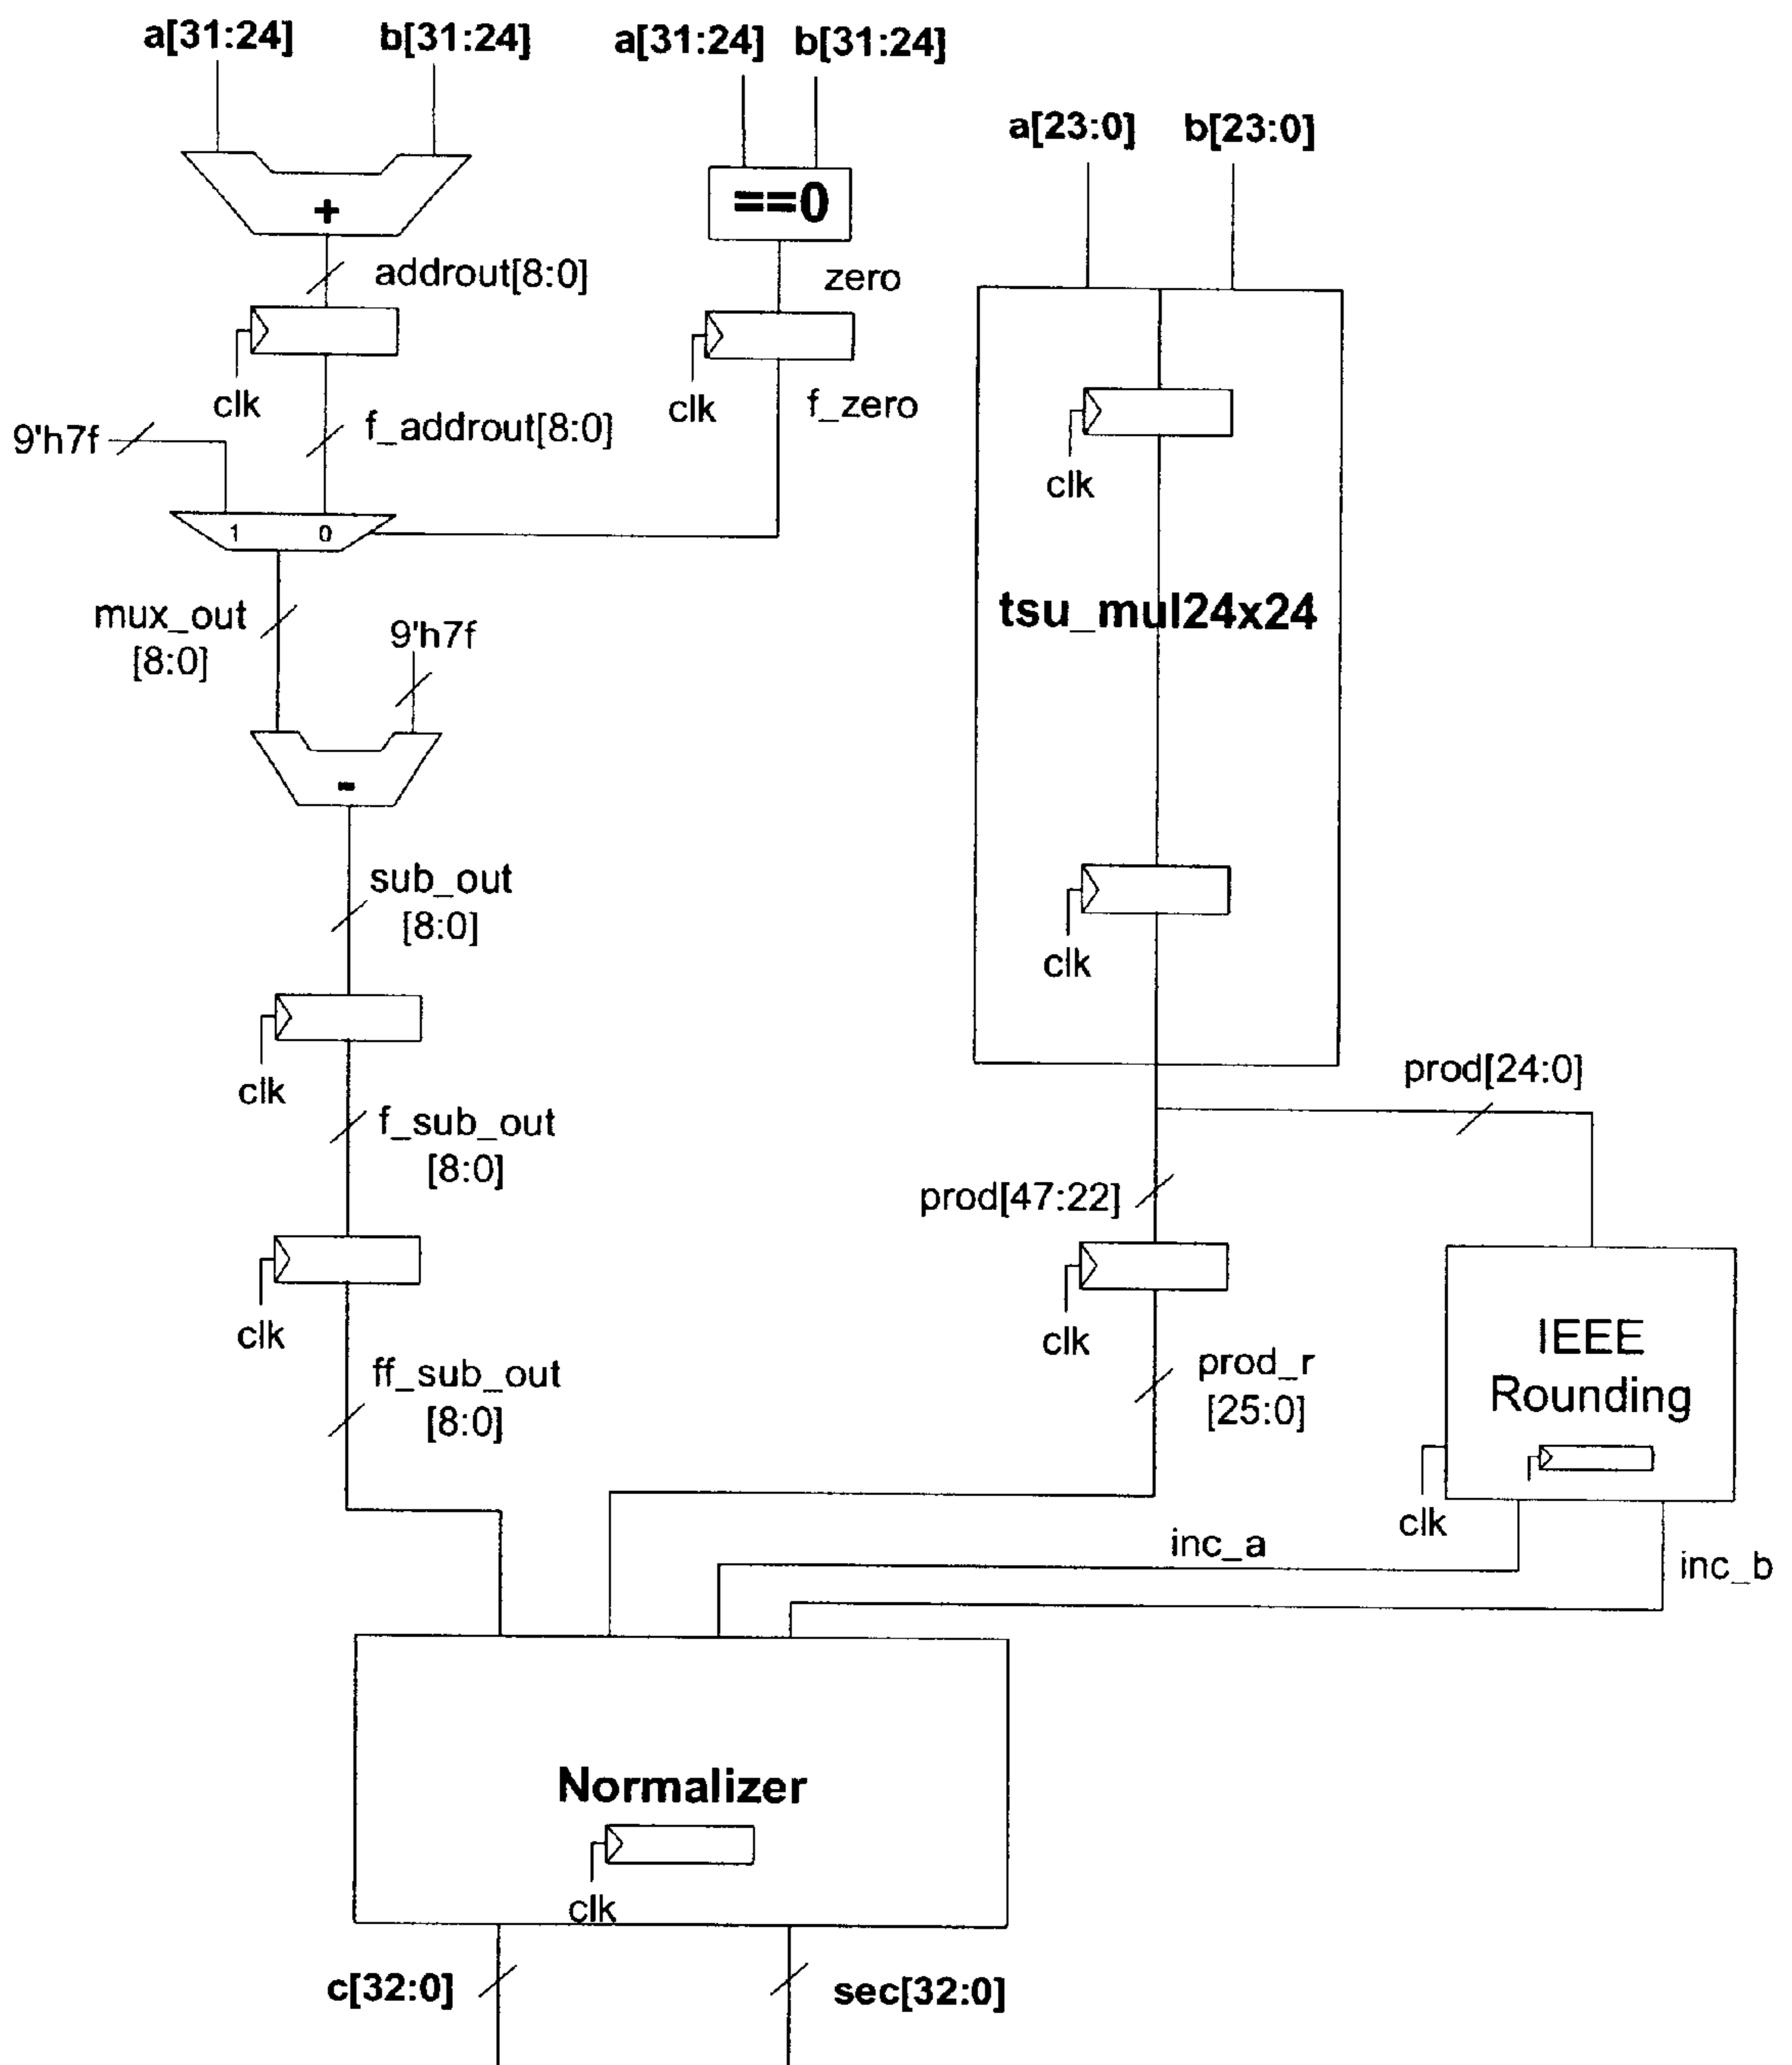 a[31:24] b[31:24] a[31:24] b[31:24]
a[23:0] b[23:0]
+
==0
addrout[8:0]
zero
clk
clk
f_addrout[8:0]
f_zero
9'h7f
clk
1 0
tsu_mul24x24
mux_out
[8:0]
9'h7f
-
sub_out
[8:0]
clk
clk
f_sub_out
[8:0]
prod[24:0]
prod[47:22]
clk
clk
IEEE
Rounding
ff_sub_out
[8:0]
prod_r
[25:0]
clk
inc_a
inc_b
Normalizer
clk
c[32:0]
sec[32:0]